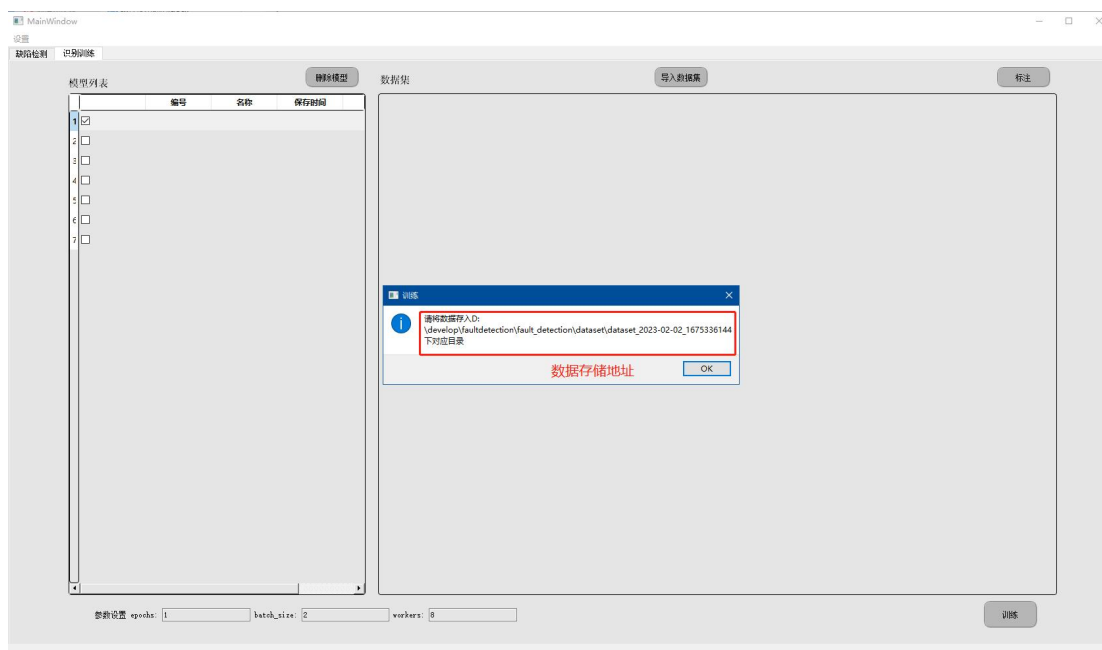 MainWindow
设置
缺陷检测 识别训练
模型列表 删除模型 数据集 导入数据集 标注
编号 名称 保存时间
1
2
3
4
5
6
7
训练
请将数据存入D:
\develop\faultdetection\fault_detection\dataset\dataset_2023-02-02_1675336144
下对应目录
数据存储地址 OK
参数设置 epochs: 1 batch_size: 2 workers: 8 训练